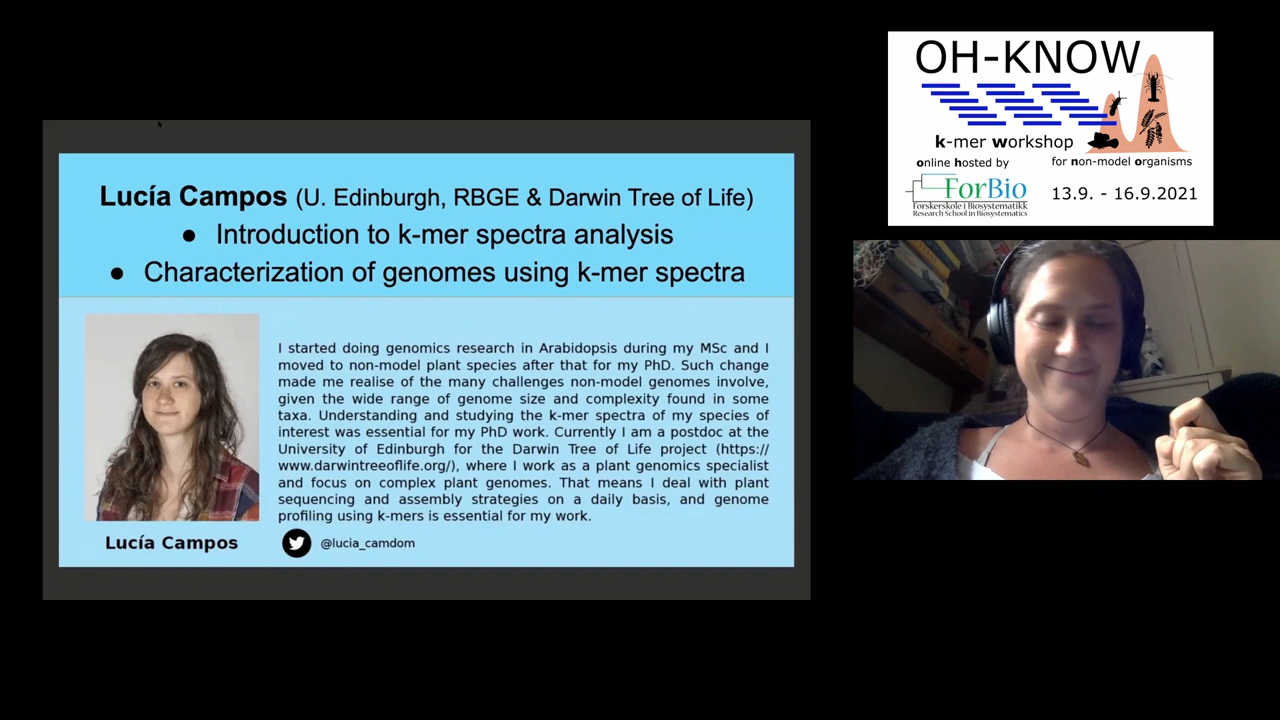 Lucía Campos (U. Edinburgh, RBGE & Darwin Tree of Life)
● Introduction to k-mer spectra analysis
● Characterization of genomes using k-mer spectra
I started doing genomics research in Arabidopsis during my MSc and I
moved to non-model plant species after that for my PhD. Such change
made me realise of the many challenges non-model genomes involve,
given the wide range of genome size and complexity found in some
taxa. Understanding and studying the k-mer spectra of my species of
interest was essential for my PhD work. Currently I am a postdoc at the
University of Edinburgh for the Darwin Tree of Life project (https://
www.darwintreeoflife.org/), where I work as a plant genomics specialist
and focus on complex plant genomes. That means I deal with plant
sequencing and assembly strategies on a daily basis, and genome
profiling using k-mers is essential for my work.
Lucía Campos
@lucia_camdom
OH-KNOW
k-mer workshop
online hosted by
for non-model organisms
ForBio
Forskerskole i Biosystematikk
Research School in Biosystematics
13.9. - 16.9.2021